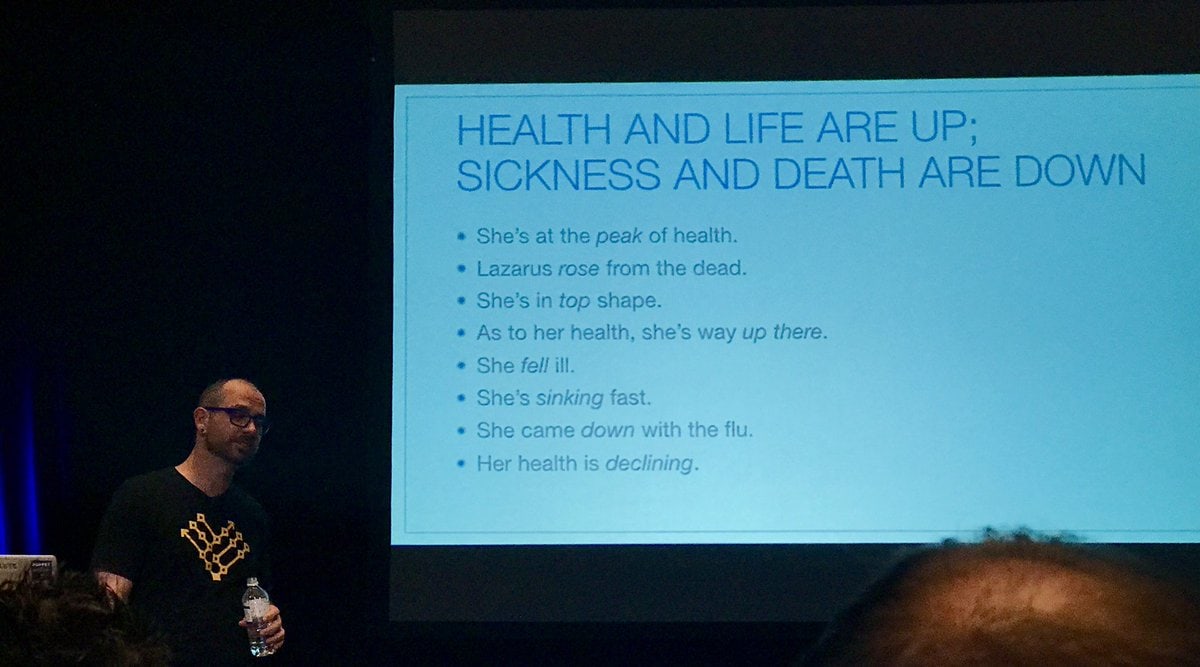 HEALTH AND LIFE ARE UP;
SICKNESS AND DEATH ARE DOWN
• She's at the peak of health.
• Lazarus rose from the dead.
• She's in top shape.
• As to her health, she's way up there.
• She fell ill.
• She's sinking fast.
• She came down with the flu.
• Her health is declining.